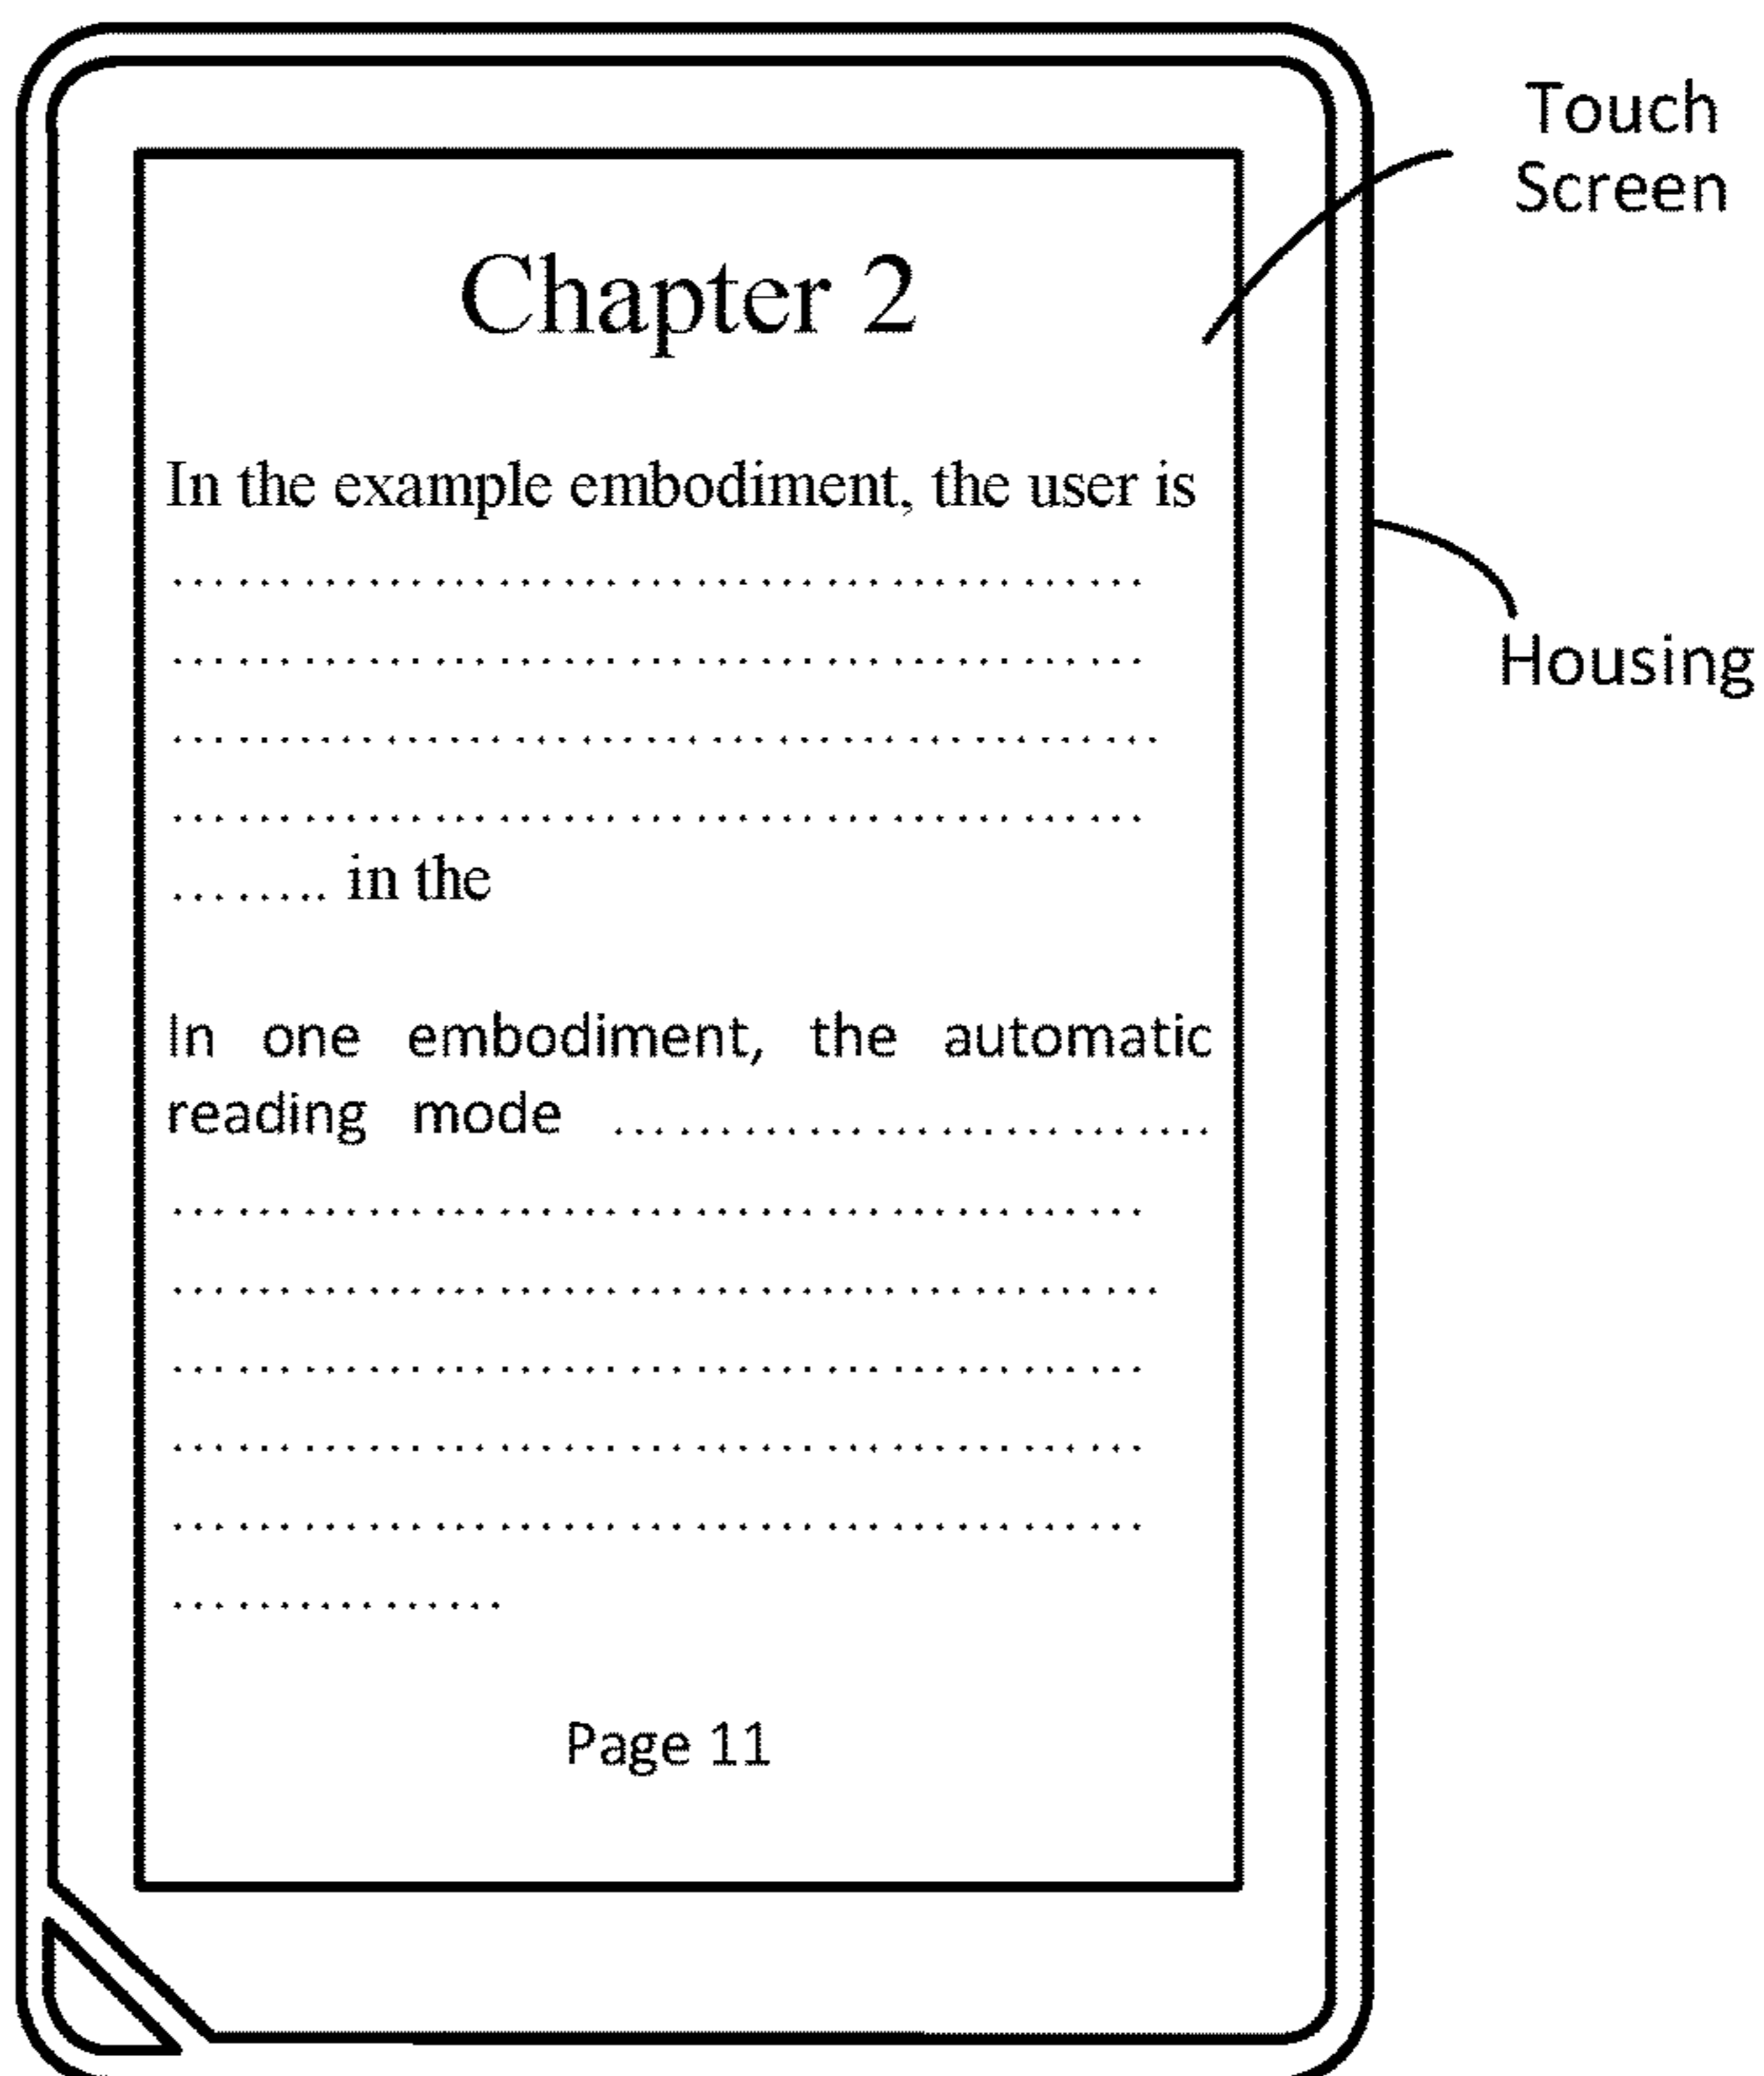 Touch
Screen
Chapter 2
In the example embodiment, the user is
.............................................
.............................................
.............................................
.............................................
........ in the
Housing
In one embodiment, the automatic
reading mode ............................
.............................................
.............................................
.............................................
.............................................
.............................................
...............
Page 11